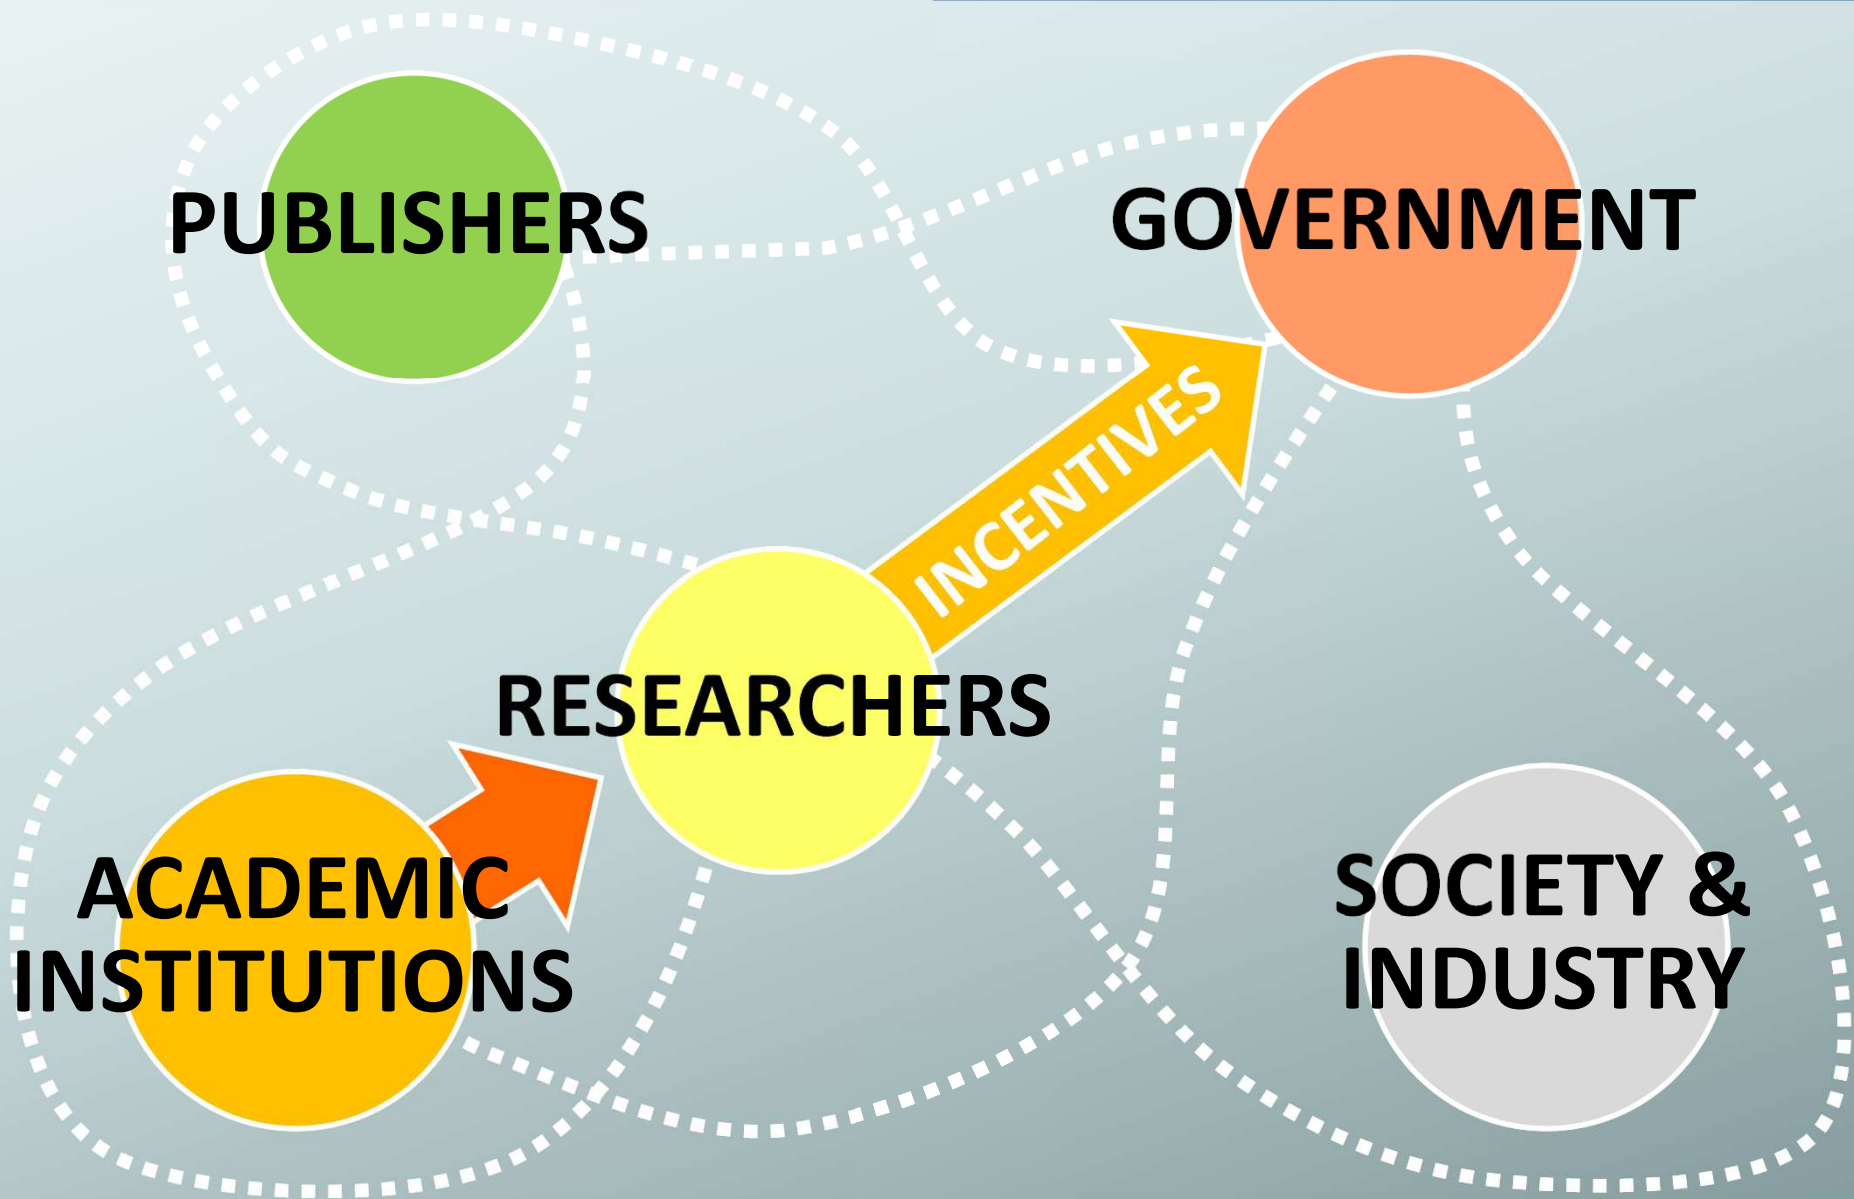 PUBLISHERS
GOVERNMENT
INCENTIVES
RESEARCHERS
ACADEMIC
INSTITUTIONS
SOCIETY &
INDUSTRY